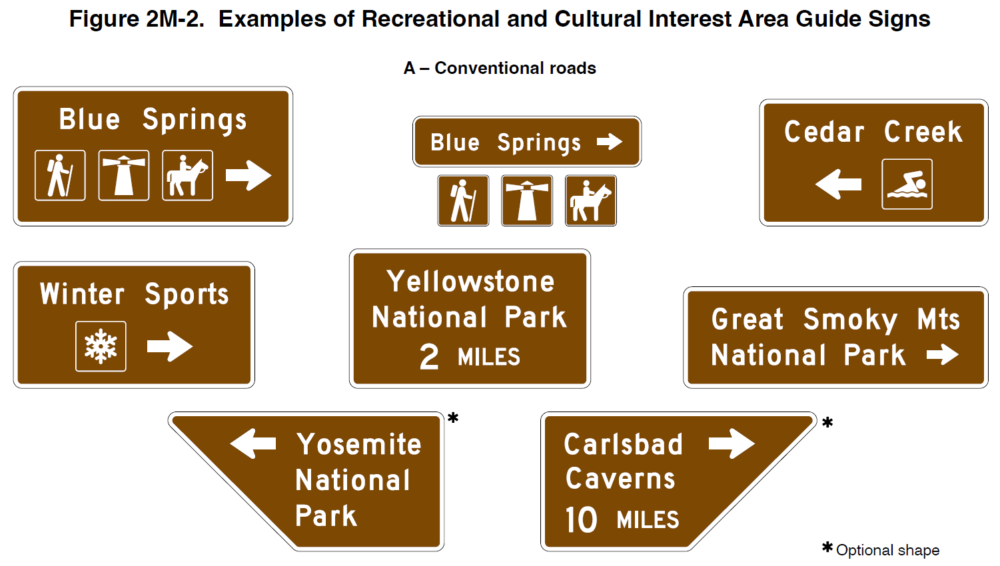 Figure 2M-2. Examples of Recreational and Cultural Interest Area Guide Signs
A – Conventional roads
Blue Springs
Blue Springs
Cedar Creek
Winter Sports
Yellowstone
National Park
2 MILES
Great Smoky Mts
National Park
*
Yosemite
National
Park
*
Carlsbad
Caverns
10 MILES
* Optional shape